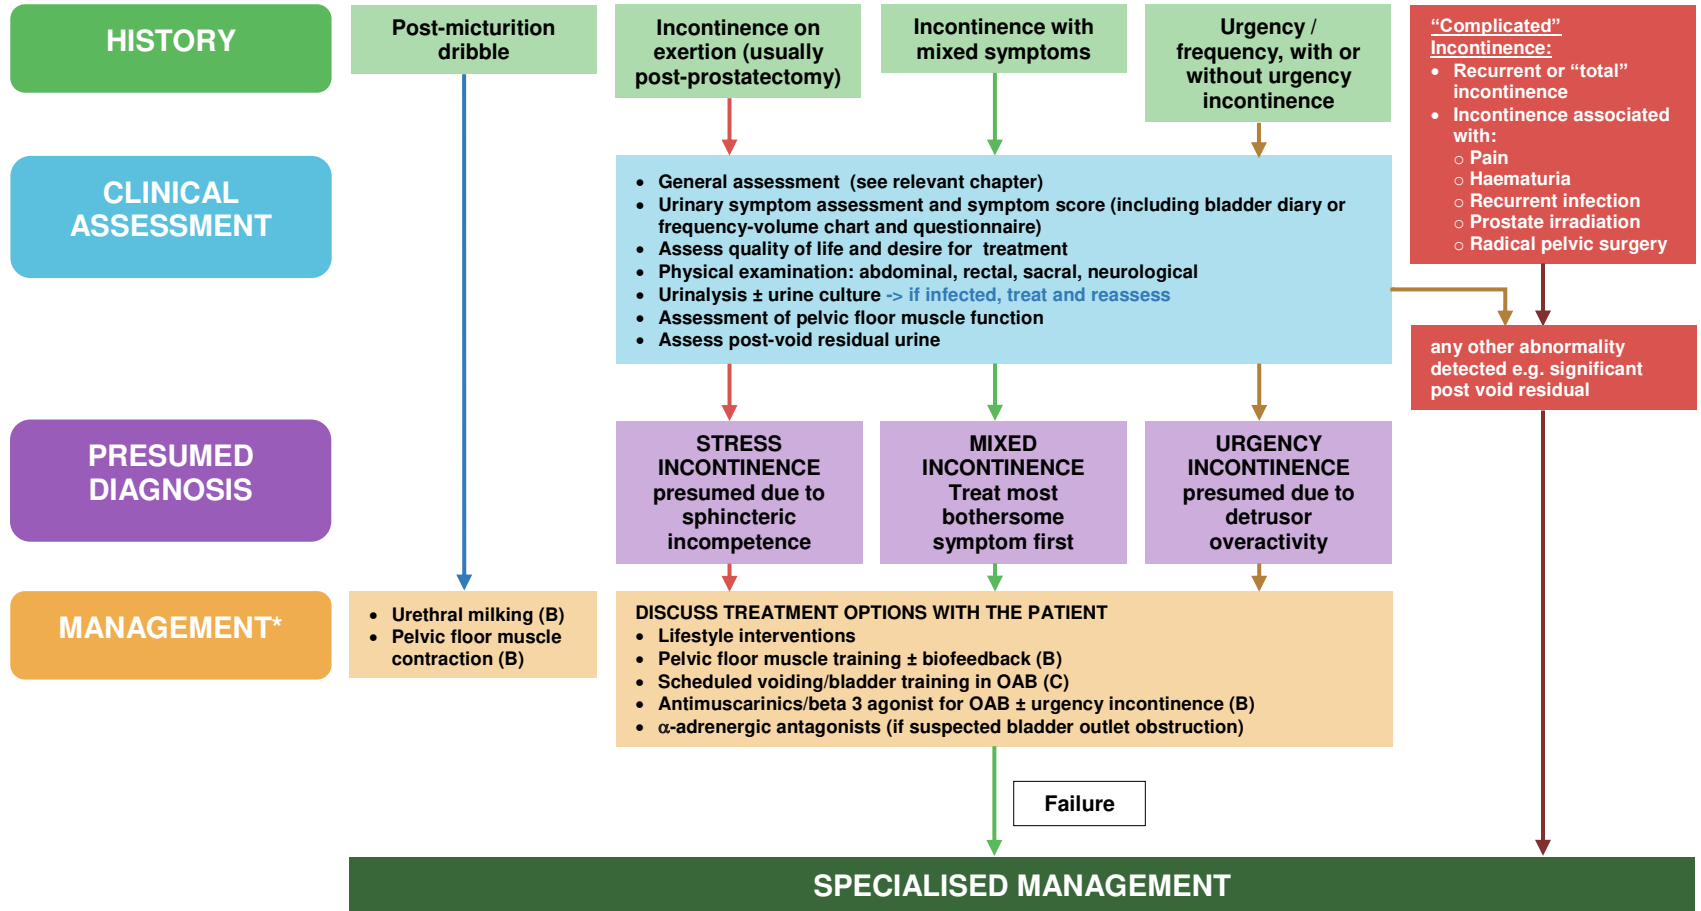 HISTORY
Post-micturition
dribble
Incontinence on
exertion (usually
post-prostatectomy)
Incontinence with
mixed symptoms
Urgency /
frequency, with or
without urgency
incontinence
“Complicated”
Incontinence:
• Recurrent or “total”
incontinence
• Incontinence associated
with:
○ Pain
○ Haematuria
○ Recurrent infection
○ Prostate irradiation
○ Radical pelvic surgery
CLINICAL
ASSESSMENT
• General assessment (see relevant chapter)
• Urinary symptom assessment and symptom score (including bladder diary or
frequency-volume chart and questionnaire)
• Assess quality of life and desire for treatment
• Physical examination: abdominal, rectal, sacral, neurological
• Urinalysis ± urine culture -> if infected, treat and reassess
• Assessment of pelvic floor muscle function
• Assess post-void residual urine
any other abnormality
detected e.g. significant
post void residual
PRESUMED
DIAGNOSIS
STRESS
INCONTINENCE
presumed due to
sphincteric
incompetence
MIXED
INCONTINENCE
Treat most
bothersome
symptom first
URGENCY
INCONTINENCE
presumed due to
detrusor
overactivity
MANAGEMENT*
• Urethral milking (B)
• Pelvic floor muscle
contraction (B)
DISCUSS TREATMENT OPTIONS WITH THE PATIENT
• Lifestyle interventions
• Pelvic floor muscle training ± biofeedback (B)
• Scheduled voiding/bladder training in OAB (C)
• Antimuscarinics/beta 3 agonist for OAB ± urgency incontinence (B)
• α-adrenergic antagonists (if suspected bladder outlet obstruction)
Failure
SPECIALISED MANAGEMENT